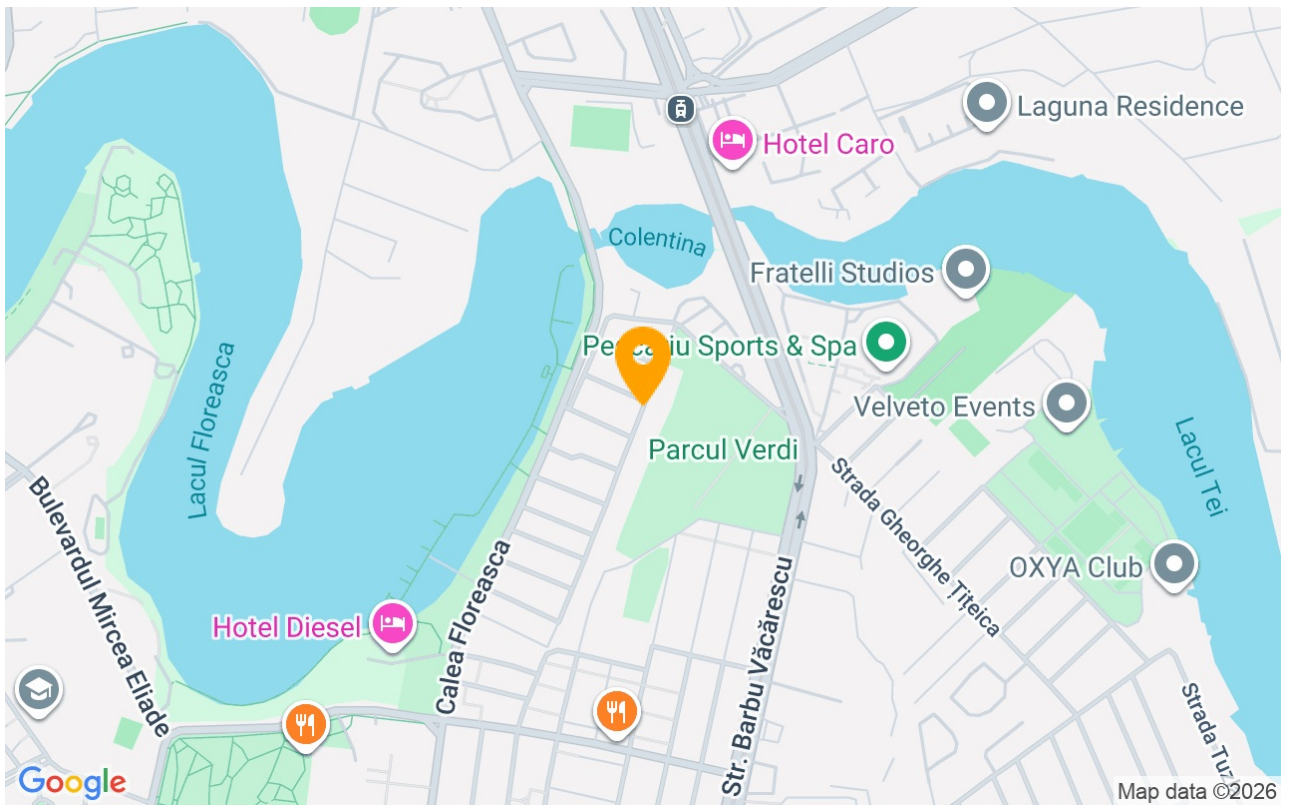 Laguna Residence
Hotel Caro
Colentina
Fratelli Studios
Sports & Spa
Lacul Floreasca
Velveto Events
Parcul Verdi
Lacul Tei
Strada Gheorghe Țițeica
Bulevardul Mircea Eliade
Calea Floreasca
OXYA Club
Hotel Diesel
Str. Barbu Văcărescu
Strada
Google
Map data ©2026